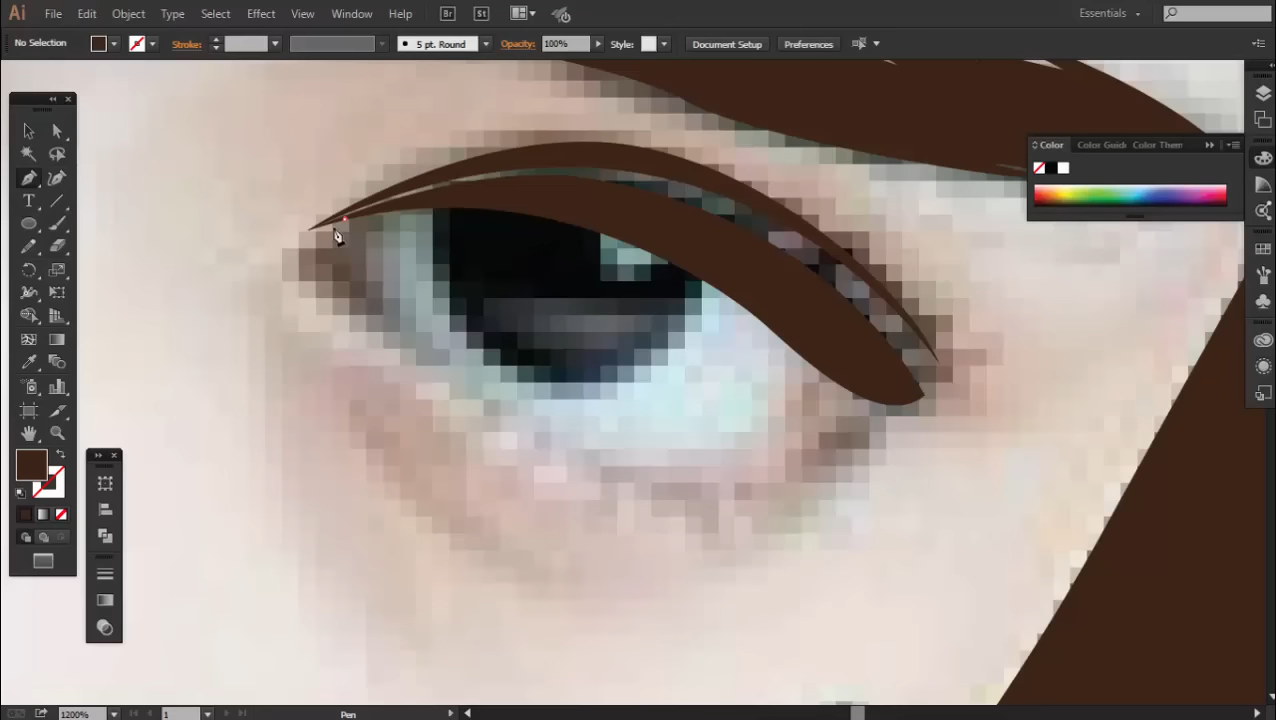 Ai File Edit Object Type Select Effect View Window Help Br St Essentials
No Selection Stroke: 5 pt. Round Opacity: 100% Style: Document Setup Preferences
Color Color Guid Color Them
T
1200% 1 Pen